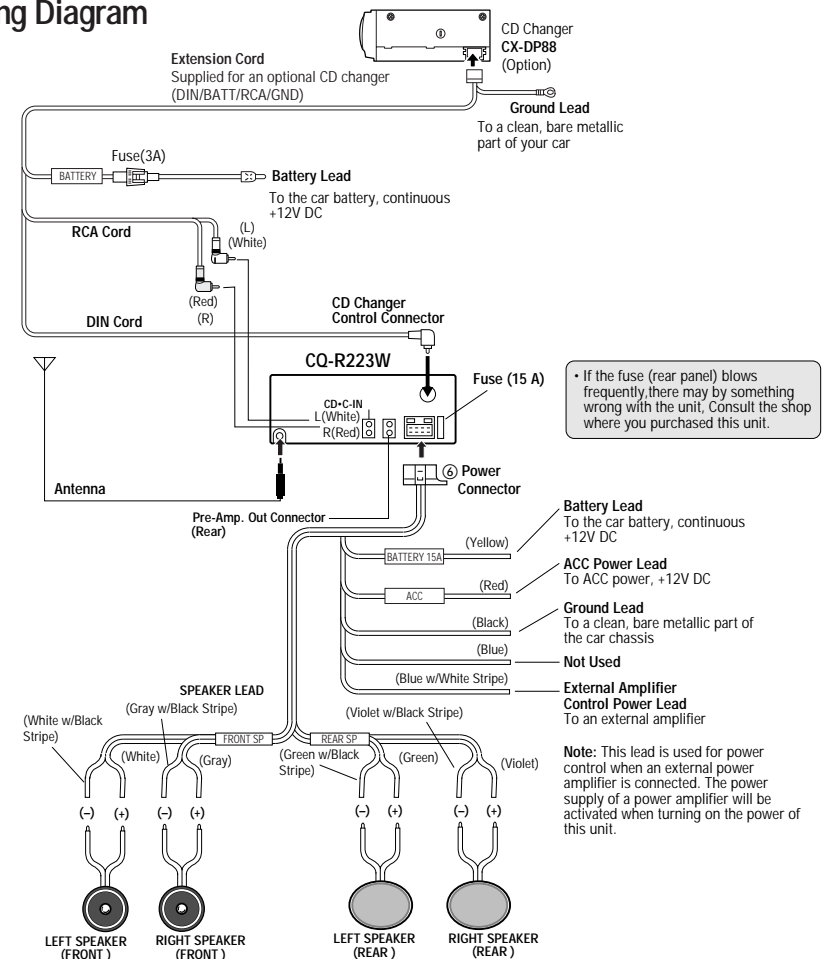 ng Diagram
CD Changer
CX-DP88
(Option)
Extension Cord
Supplied for an optional CD changer
(DIN/BATT/RCA/GND)
Ground Lead
To a clean, bare metallic
part of your car
Fuse(3A)
BATTERY
Battery Lead
To the car battery, continuous
+12V DC
RCA Cord
(L)
(White)
(Red)
(R)
DIN Cord
CD Changer
Control Connector
CQ-R223W
Fuse (15 A)
• If the fuse (rear panel) blows
frequently,there may by something
wrong with the unit, Consult the shop
where you purchased this unit.
CD•C-IN
L(White)
R(Red)
Antenna
⑥ Power
Connector
Pre-Amp. Out Connector
(Rear)
(Yellow)
BATTERY 15A
Battery Lead
To the car battery, continuous
+12V DC
(Red)
ACC
ACC Power Lead
To ACC power, +12V DC
(Black)
Ground Lead
To a clean, bare metallic part of
the car chassis
(Blue)
Not Used
(Blue w/White Stripe)
External Amplifier
Control Power Lead
To an external amplifier
Note: This lead is used for power
control when an external power
amplifier is connected. The power
supply of a power amplifier will be
activated when turning on the power of
this unit.
SPEAKER LEAD
(Gray w/Black Stripe)
(Violet w/Black Stripe)
(White w/Black
Stripe)
FRONT SP
REAR SP
(White)
(Gray)
(Green w/Black
Stripe)
(Green)
(Violet)
(–) (+) (–) (+) (–) (+) (–) (+)
LEFT SPEAKER
(FRONT )
RIGHT SPEAKER
(FRONT )
LEFT SPEAKER
(REAR )
RIGHT SPEAKER
(REAR )